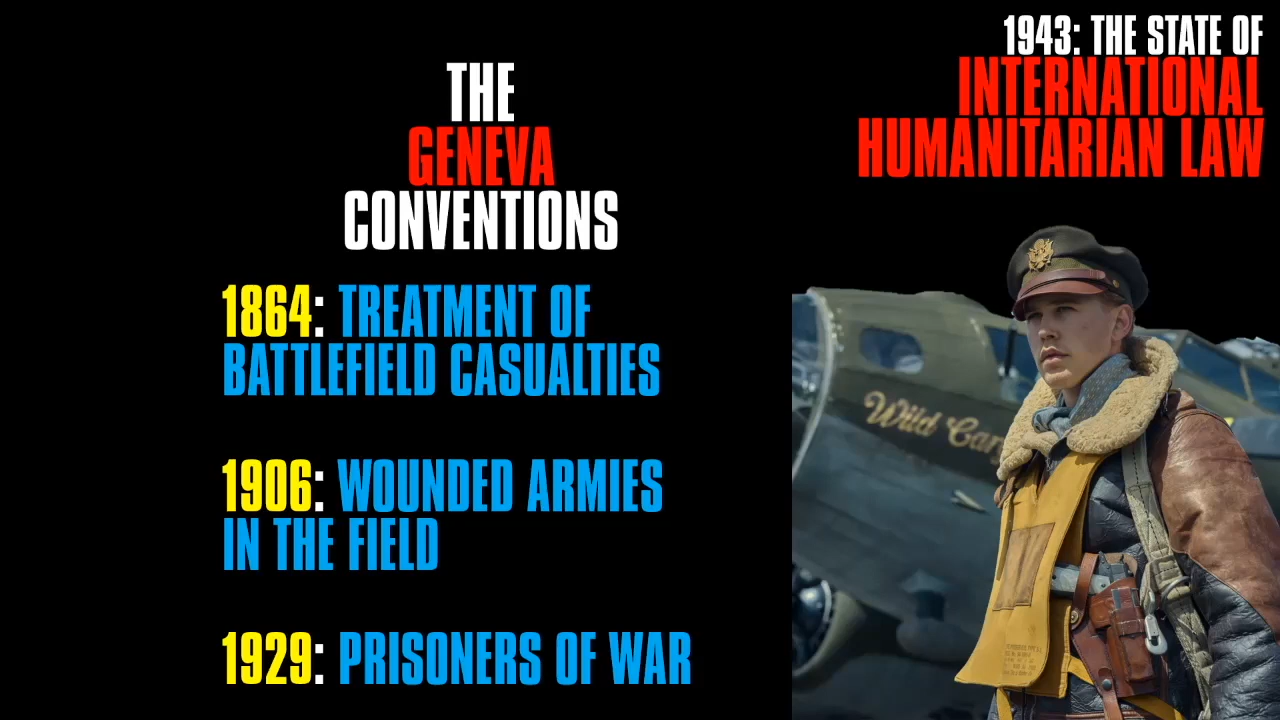 1943: THE STATE OF
INTERNATIONAL
HUMANITARIAN LAW
THE
GENEVA
CONVENTIONS
1864: TREATMENT OF
BATTLEFIELD CASUALTIES
1906: WOUNDED ARMIES
IN THE FIELD
1929: PRISONERS OF WAR
Wild